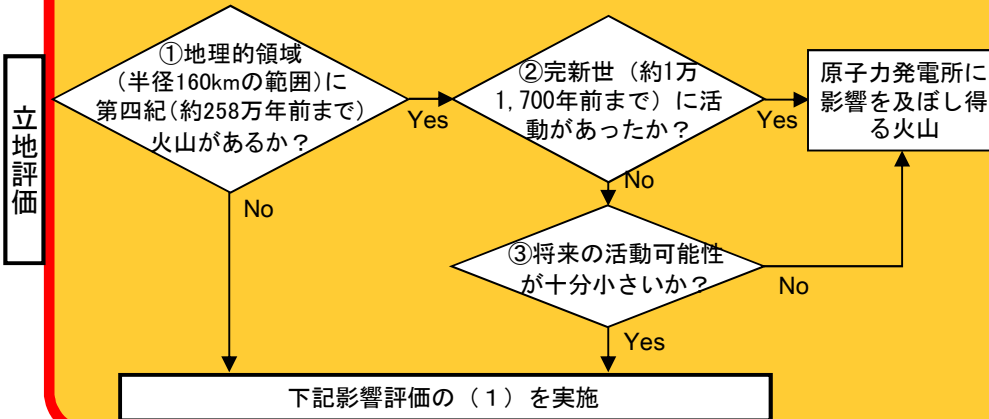 立地評価
①地理的領域
(半径160kmの範囲)に
第四紀(約258万年前まで)
火山があるか？
Yes
No
②完新世（約1万
1,700年前まで）に活
動があったか？
Yes
No
原子力発電所に
影響を及ぼし得
る火山
③将来の活動可能性
が十分小さいか？
No
Yes
下記影響評価の（１）を実施